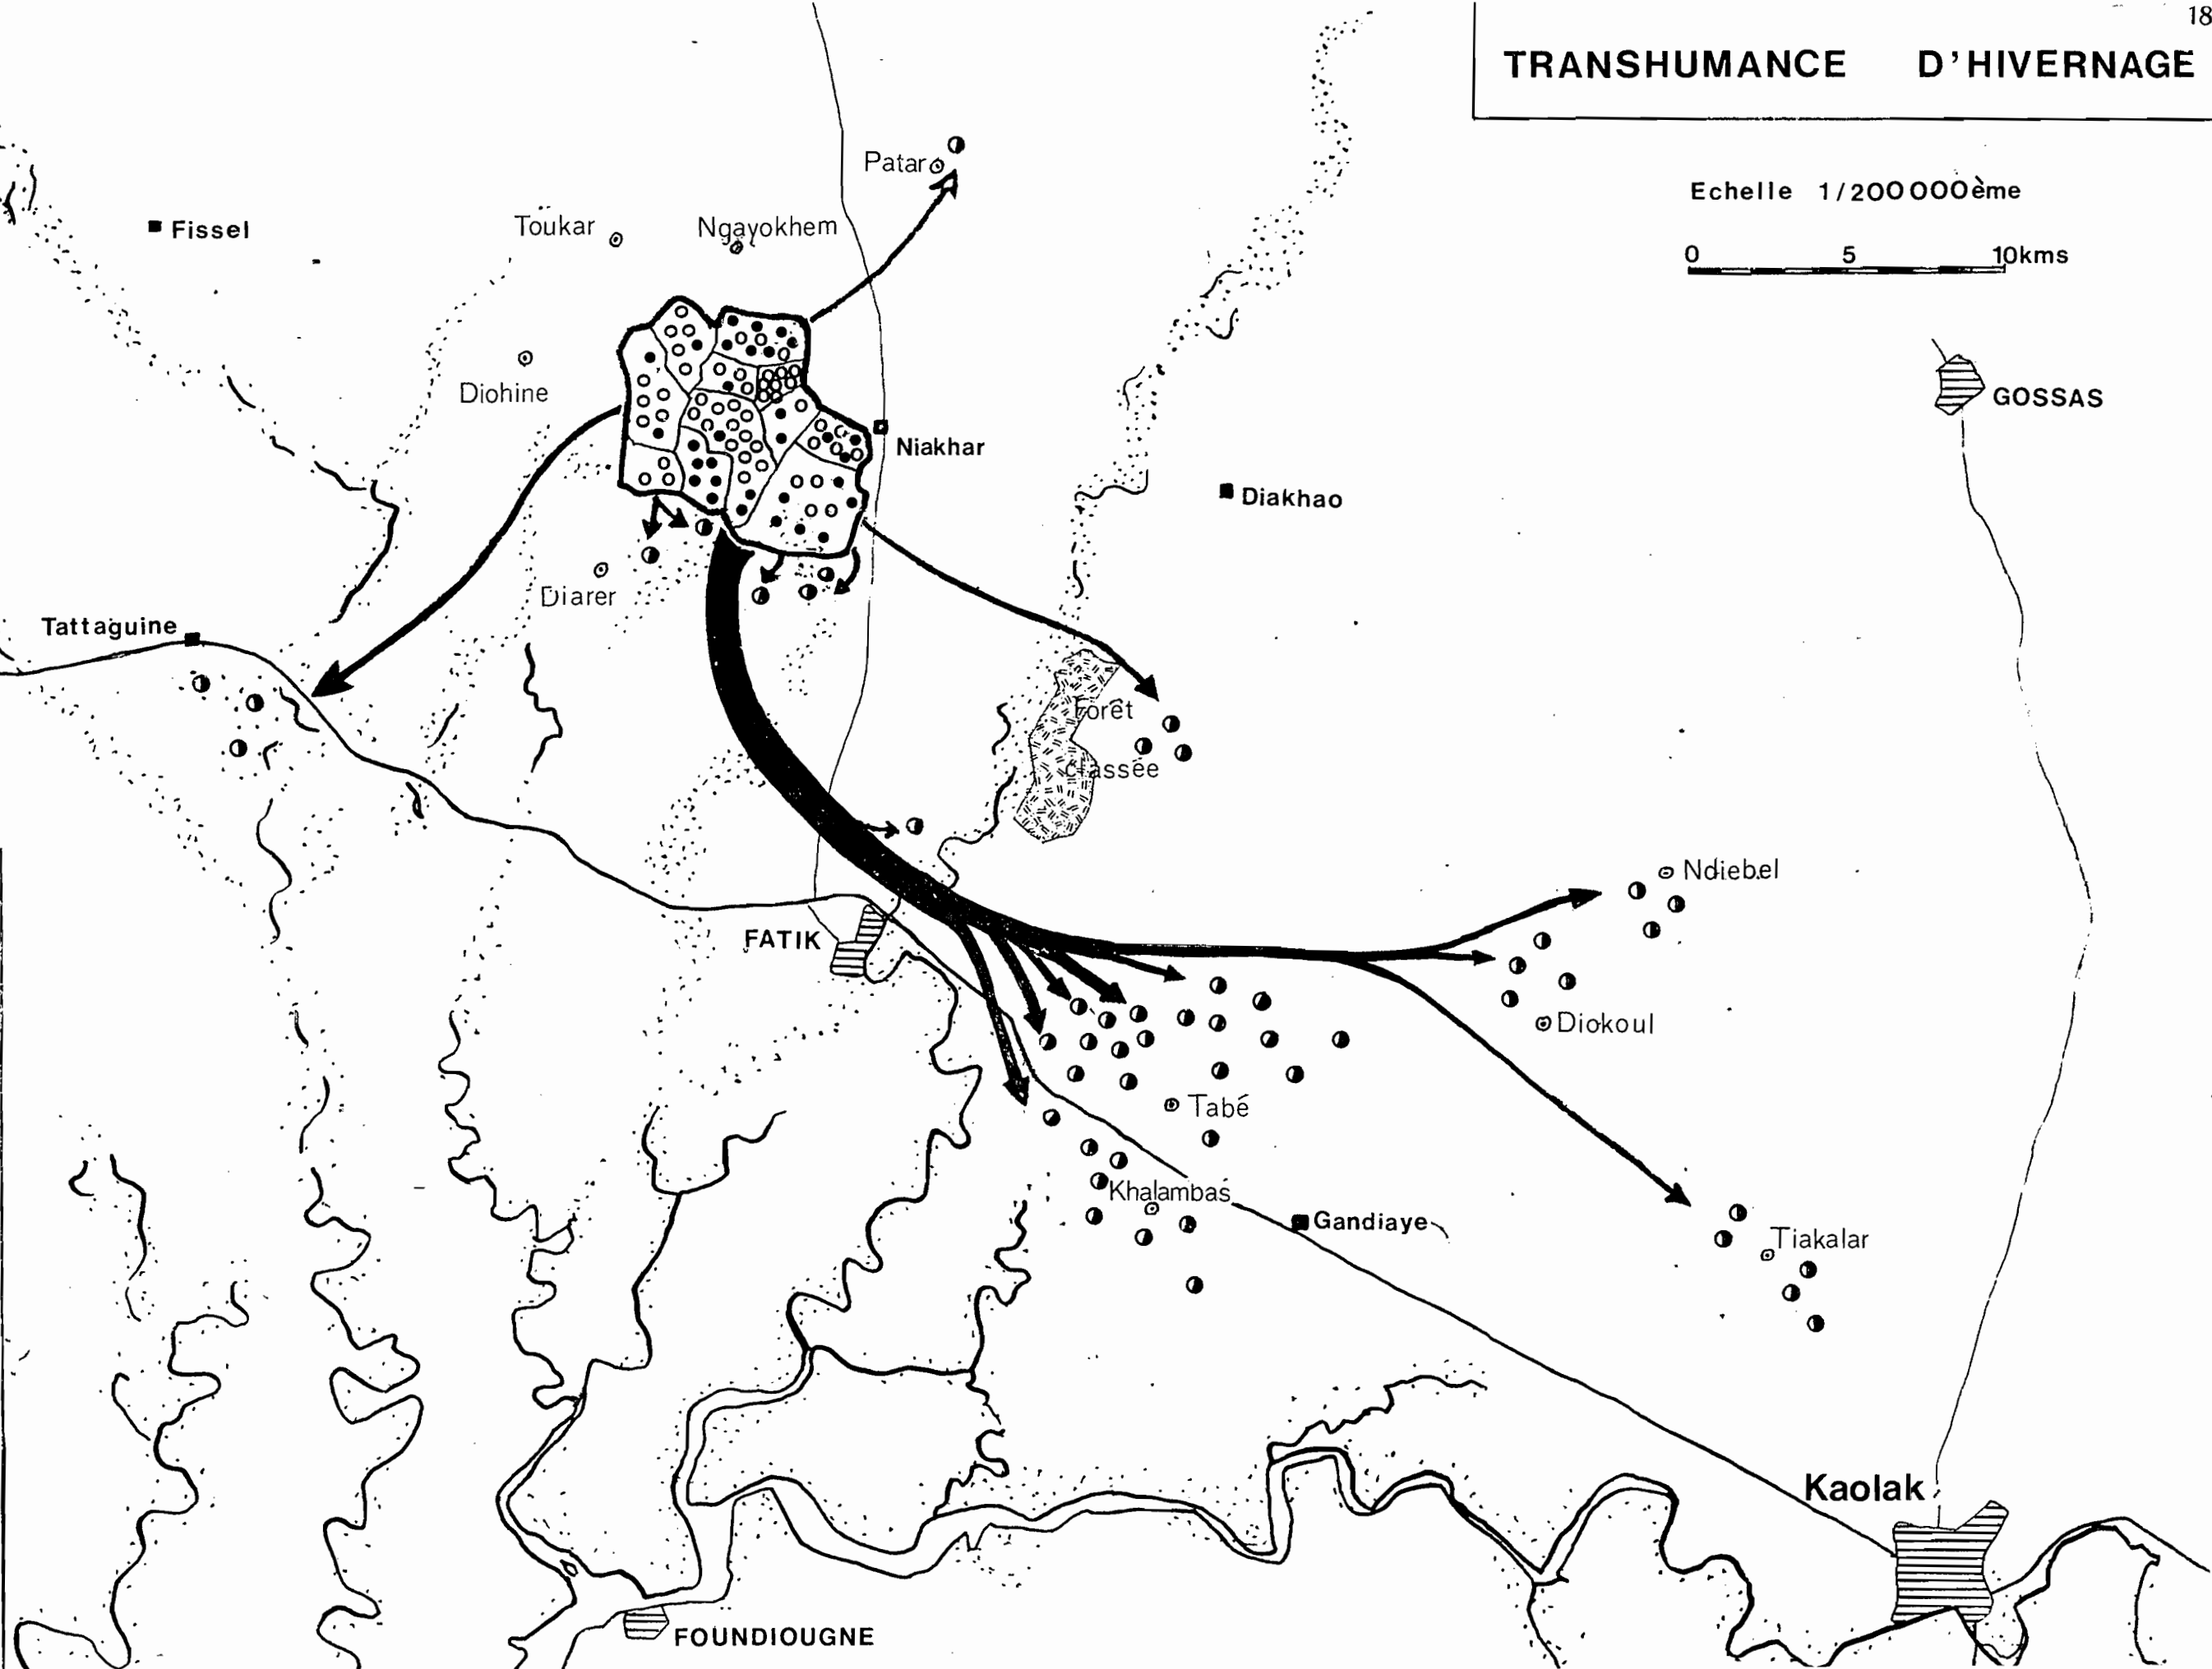 18
TRANSHUMANCE D'HIVERNAGE
Patar
Echelle 1/200000ème
Fissel
Toukar
Ngayokhem
0 5 10kms
Diohine
GOSSAS
Niakhar
Diakhao
Diarer
Tattaguine
Forêt
classée
Ndiebel
FATIK
Diokoul
Tabé
Khalambas
Gandiaye
Tiakalar
Kaolak
FOUNDIOUGNE